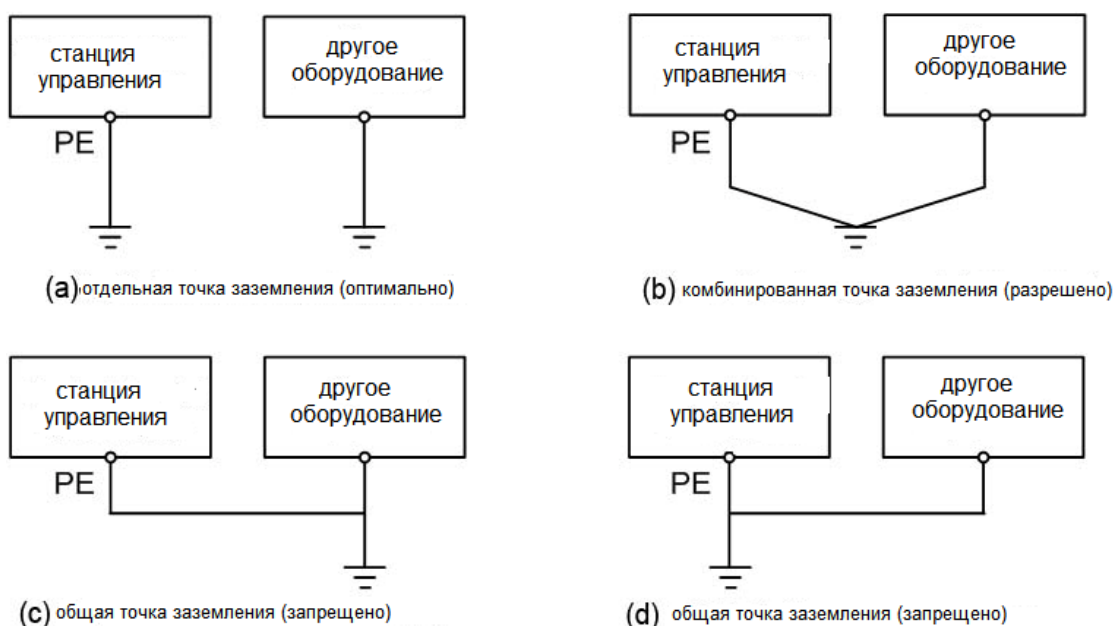 станция
управления
другое
оборудование
PE
(a) отдельная точка заземления (оптимально)
станция
управления
другое
оборудование
PE
(b) комбинированная точка заземления (разрешено)
станция
управления
другое
оборудование
PE
(c) общая точка заземления (запрещено)
станция
управления
другое
оборудование
PE
(d) общая точка заземления (запрещено)